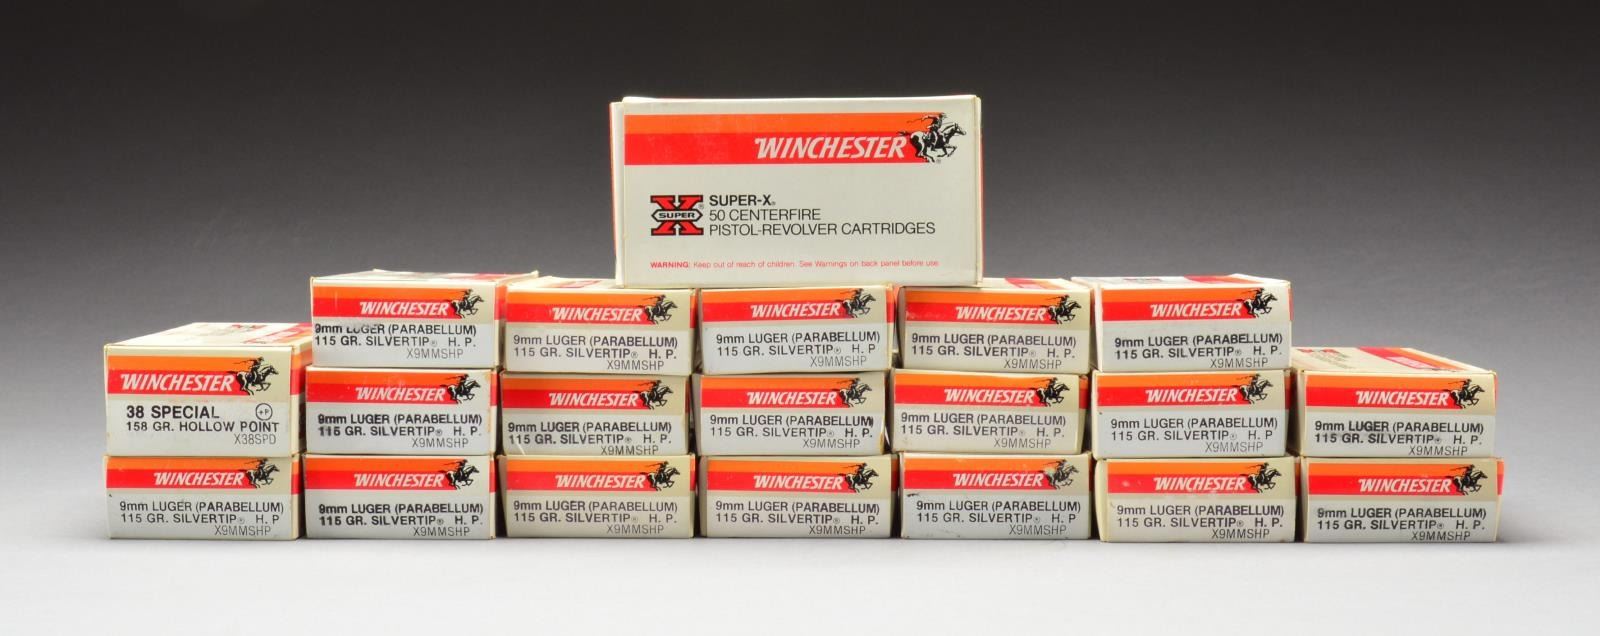 WINCHESTER
X SUPER
SUPER-X®
50 CENTERFIRE
PISTOL-REVOLVER CARTRIDGES
WARNING: Keep out of reach of children. See Warnings on back panel before use.
WINCHESTER
9mm LUGER (PARABELLUM)
115 GR. SILVERTIP® H. P.
X9MMSHP
WINCHESTER
9mm LUGER (PARABELLUM)
115 GR. SILVERTIP® H. P.
X9MMSHP
WINCHESTER
9mm LUGER (PARABELLUM)
115 GR. SILVERTIP® H. P.
X9MMSHP
WINCHESTER
9mm LUGER (PARABELLUM)
115 GR. SILVERTIP® H. P.
X9MMSHP
WINCHESTER
9mm LUGER (PARABELLUM)
115 GR. SILVERTIP® H. P.
X9MMSHP
WINCHESTER
38 SPECIAL +P
158 GR. HOLLOW POINT
X38SPD
WINCHESTER
9mm LUGER (PARABELLUM)
115 GR. SILVERTIP® H. P.
X9MMSHP
WINCHESTER
9mm LUGER (PARABELLUM)
115 GR. SILVERTIP® H. P.
X9MMSHP
WINCHESTER
9mm LUGER (PARABELLUM)
115 GR. SILVERTIP® H. P.
X9MMSHP
WINCHESTER
9mm LUGER (PARABELLUM)
115 GR. SILVERTIP® H. P.
X9MMSHP
WINCHESTER
9mm LUGER (PARABELLUM)
115 GR. SILVERTIP® H. P
X9MMSHP
WINCHESTER
9mm LUGER (PARABELLUM)
115 GR. SILVERTIP® H. P.
X9MMSHP
WINCHESTER
9mm LUGER (PARABELLUM)
115 GR. SILVERTIP® H. P
X9MMSHP
WINCHESTER
9mm LUGER (PARABELLUM)
115 GR. SILVERTIP® H. P.
X9MMSHP
WINCHESTER
9mm LUGER (PARABELLUM)
115 GR. SILVERTIP® H. P.
X9MMSHP
WINCHESTER
9mm LUGER (PARABELLUM)
115 GR. SILVERTIP® H. P.
X9MMSHP
WINCHESTER
9mm LUGER (PARABELLUM)
115 GR. SILVERTIP® H. P
X9MMSHP
WINCHESTER
9mm LUGER (PARABELLUM)
115 GR. SILVERTIP® H. P.
X9MMSHP
WINCHESTER
9mm LUGER (PARABELLUM)
115 GR. SILVERTIP® H. P.
X9MMSHP